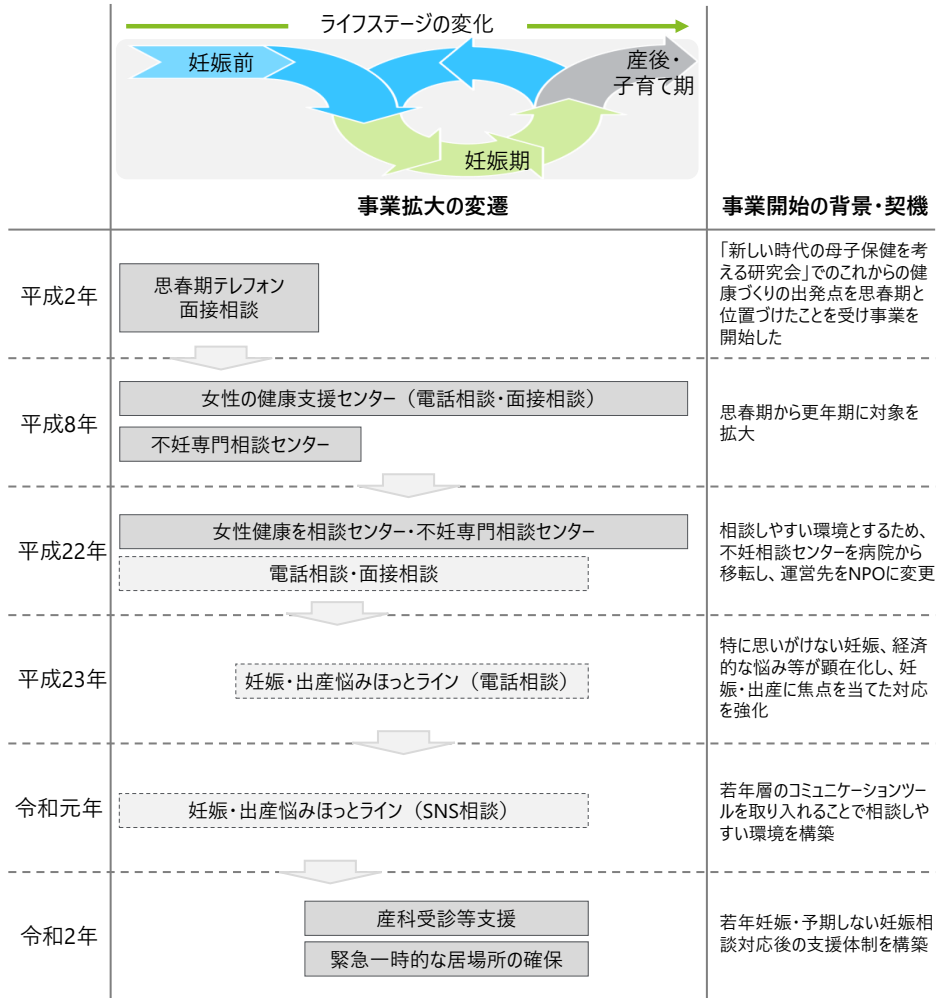 ライフステージの変化
妊娠前
産後・
子育て期
妊娠期
事業拡大の変遷
事業開始の背景・契機
平成2年
思春期テレフォン
面接相談
「新しい時代の母子保健を考
える研究会」でのこれからの健
康づくりの出発点を思春期と
位置づけたことを受け事業を
開始した
平成8年
女性の健康支援センター（電話相談・面接相談）
不妊専門相談センター
思春期から更年期に対象を
拡大
平成22年
女性健康を相談センター・不妊専門相談センター
電話相談・面接相談
相談しやすい環境とするため、
不妊相談センターを病院から
移転し、運営先をNPOに変更
平成23年
妊娠・出産悩みほっとライン（電話相談）
特に思いがけない妊娠、経済
的な悩み等が顕在化し、妊
娠・出産に焦点を当てた対応
を強化
令和元年
妊娠・出産悩みほっとライン（SNS相談）
若年層のコミュニケーションツー
ルを取り入れることで相談しや
すい環境を構築
令和2年
産科受診等支援
緊急一時的な居場所の確保
若年妊娠・予期しない妊娠相
談対応後の支援体制を構築